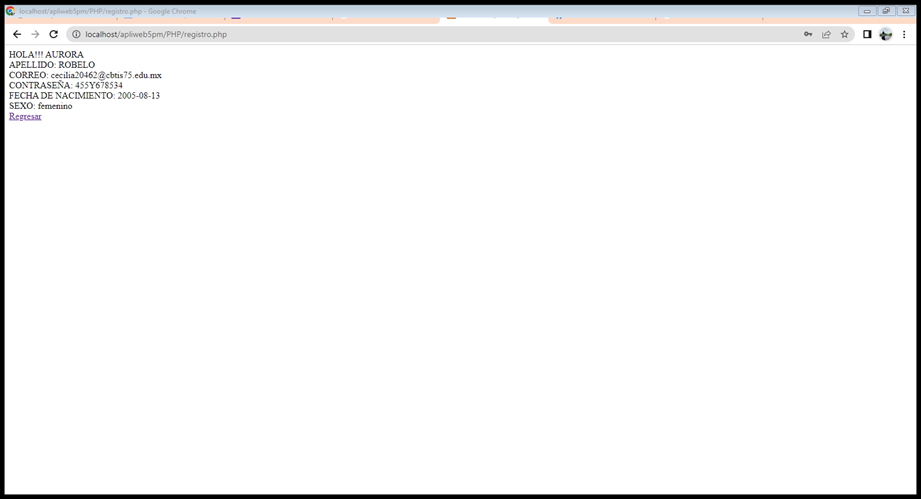 localhost/apliweb5pm/PHP/registro.php - Google Chrome
localhost/apliweb5pm/PHP/registro.php
HOLA!!! AURORA
APELLIDO: ROBELO
CORREO: cecilia20462@cbtis75.edu.mx
CONTRASEÑA: 455Y678534
FECHA DE NACIMIENTO: 2005-08-13
SEXO: femenino
Regresar